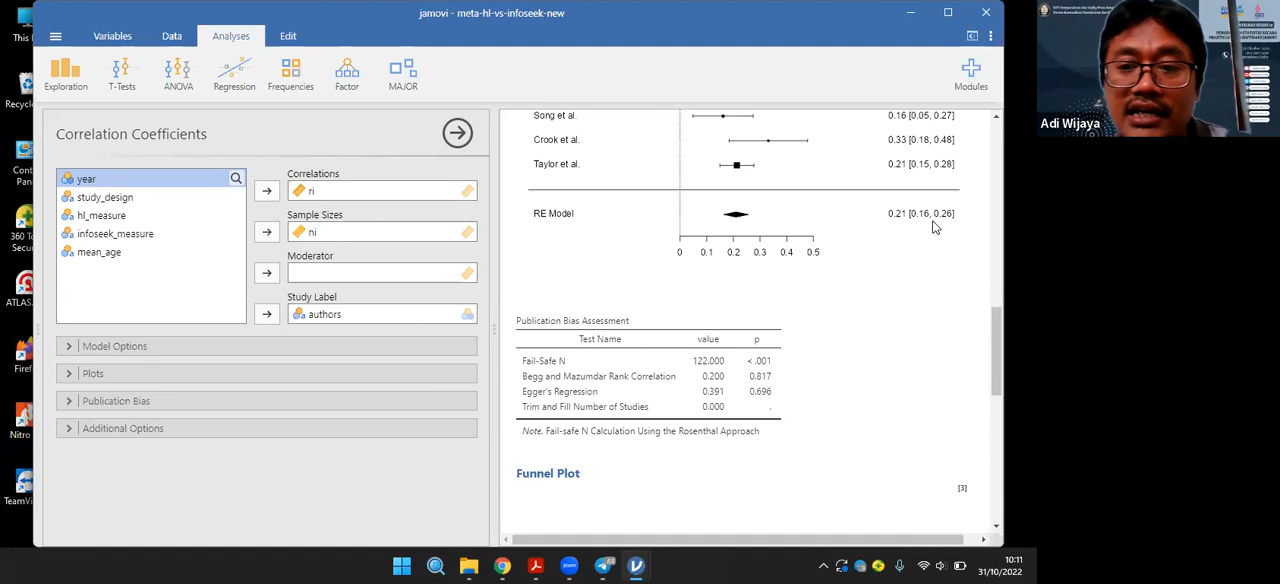 jamovi - meta-hl-vs-infoseek-new
Variables
Data
Analyses
Edit
Exploration
T-Tests
ANOVA
Regression
Frequencies
Factor
MAJOR
Modules
Correlation Coefficients
year
study_design
hl_measure
infoseek_measure
mean_age
Correlations
ri
Sample Sizes
ni
Moderator
Study Label
authors
Model Options
Plots
Publication Bias
Additional Options
Song et al. 0.16 [0.05, 0.27]
Crook et al. 0.33 [0.18, 0.48]
Taylor et al. 0.21 [0.15, 0.28]
RE Model 0.21 [0.16, 0.26]
0 0.1 0.2 0.3 0.4 0.5
Publication Bias Assessment
Test Name value p
Fail-Safe N 122.000 < .001
Begg and Mazumdar Rank Correlation 0.200 0.817
Egger's Regression 0.391 0.696
Trim and Fill Number of Studies 0.000 .
Note. Fail-safe N Calculation Using the Rosenthal Approach
Funnel Plot
[3]
This
Recycle
Cont
Pan
360 To
Secu
ATLAS
Firef
Nitro
TeamVi
Adi Wijaya
10:11
31/10/2022